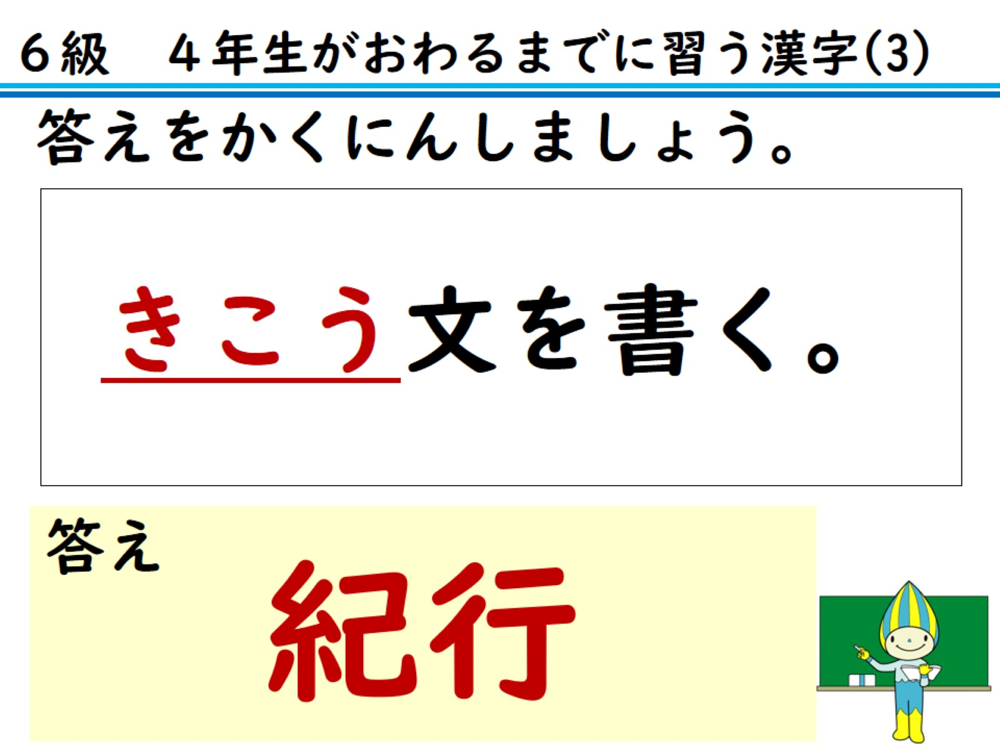 ６級　４年生がおわるまでに習う漢字(3)
答えをかくにんしましょう。
きこう文を書く。
答え
紀行